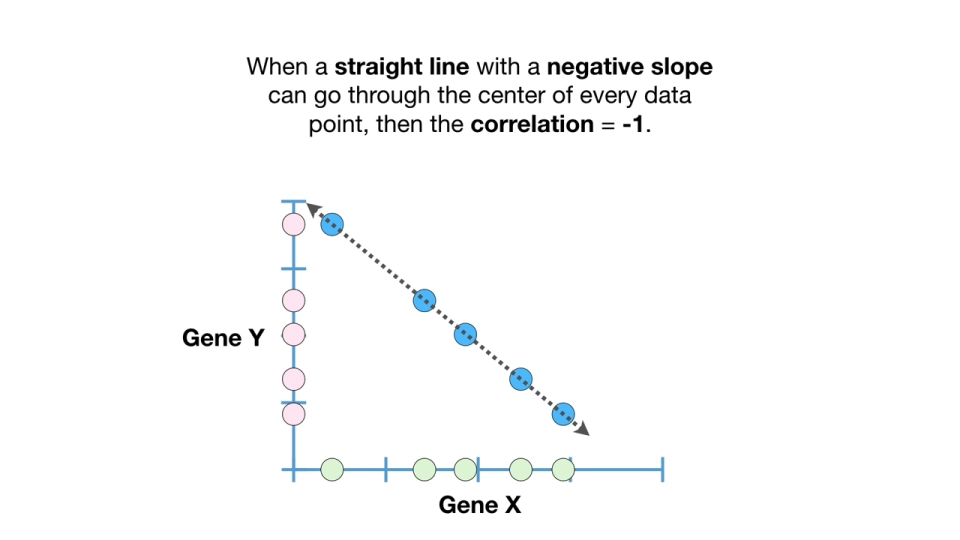 When a straight line with a negative slope
can go through the center of every data
point, then the correlation = -1.
Gene Y
Gene X